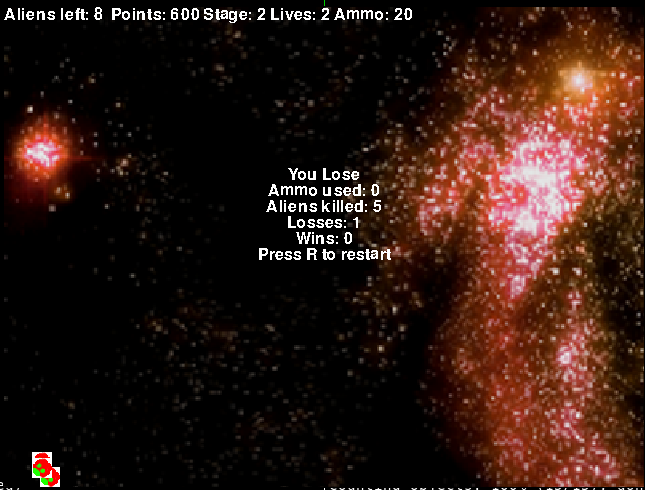 Aliens left: 8 Points: 600 Stage: 2 Lives: 2 Ammo: 20
You Lose
Ammo used: 0
Aliens killed: 5
Losses: 1
Wins: 0
Press R to restart